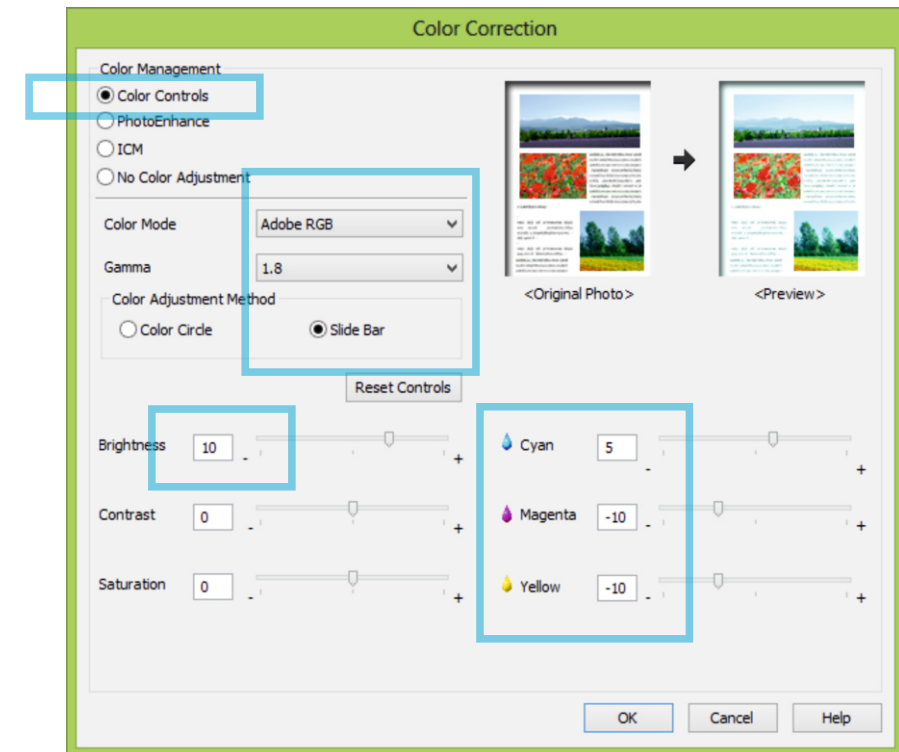 Color Correction
Color Management
Color Controls
PhotoEnhance
ICM
No Color Adjustment
Color Mode
Adobe RGB
Gamma
1.8
Color Adjustment Method
Color Circle
Slide Bar
<Original Photo>
<Preview>
Reset Controls
Brightness 10 - +
Contrast 0 - +
Saturation 0 - +
Cyan 5 - +
Magenta -10 - +
Yellow -10 - +
OK
Cancel
Help